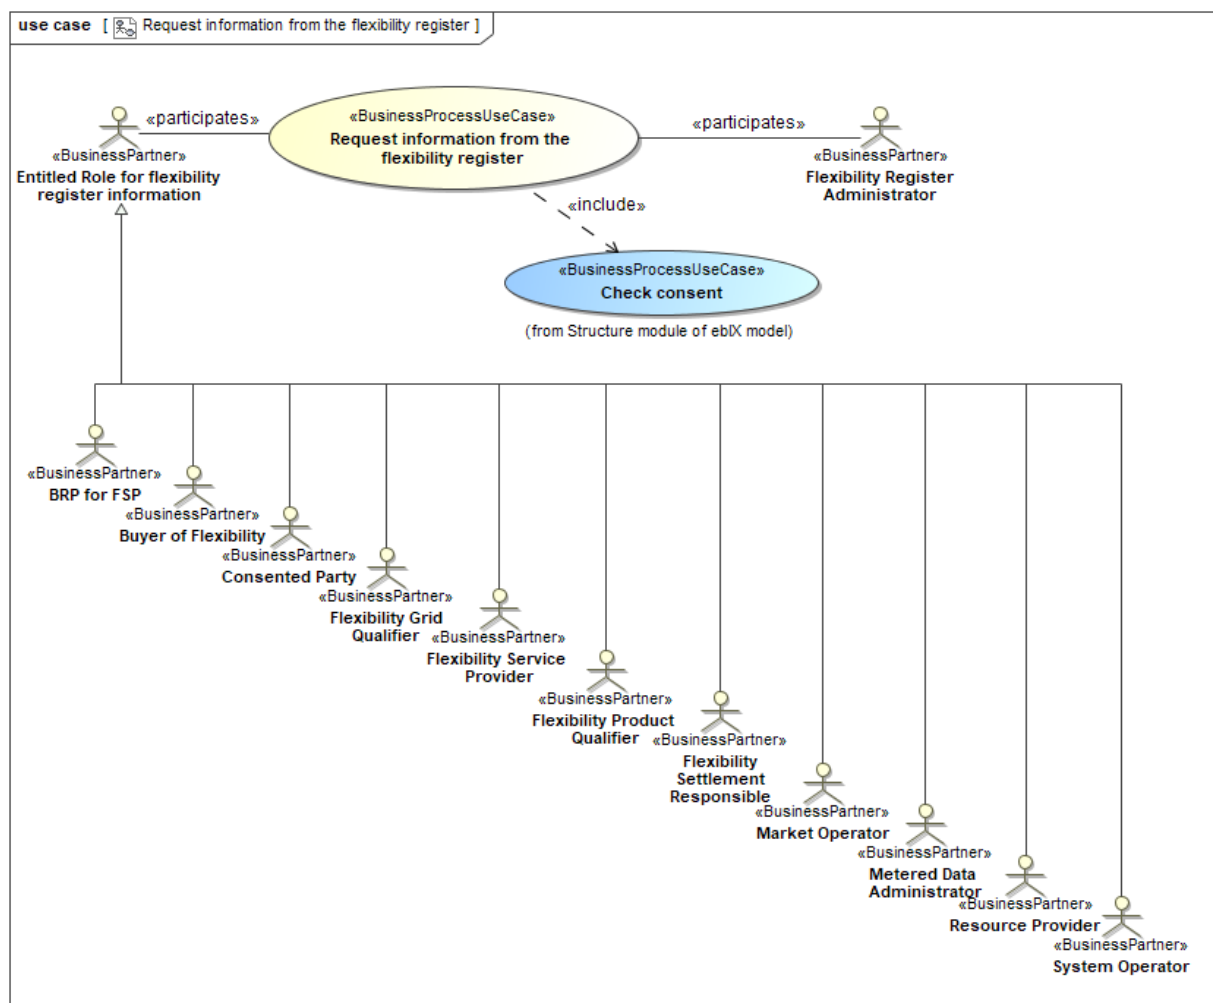 use case [ Request information from the flexibility register ]
«participates»
«BusinessProcessUseCase»
Request information from the
flexibility register
«participates»
«BusinessPartner»
Entitled Role for flexibility
register information
«BusinessPartner»
Flexibility Register
Administrator
«include»
«BusinessProcessUseCase»
Check consent
(from Structure module of ebIX model)
«BusinessPartner»
BRP for FSP
«BusinessPartner»
Buyer of Flexibility
«BusinessPartner»
Consented Party
«BusinessPartner»
Flexibility Grid
Qualifier
«BusinessPartner»
Flexibility Service
Provider
«BusinessPartner»
Flexibility Product
Qualifier
«BusinessPartner»
Flexibility
Settlement
Responsible
«BusinessPartner»
Market Operator
«BusinessPartner»
Metered Data
Administrator
«BusinessPartner»
Resource Provider
«BusinessPartner»
System Operator